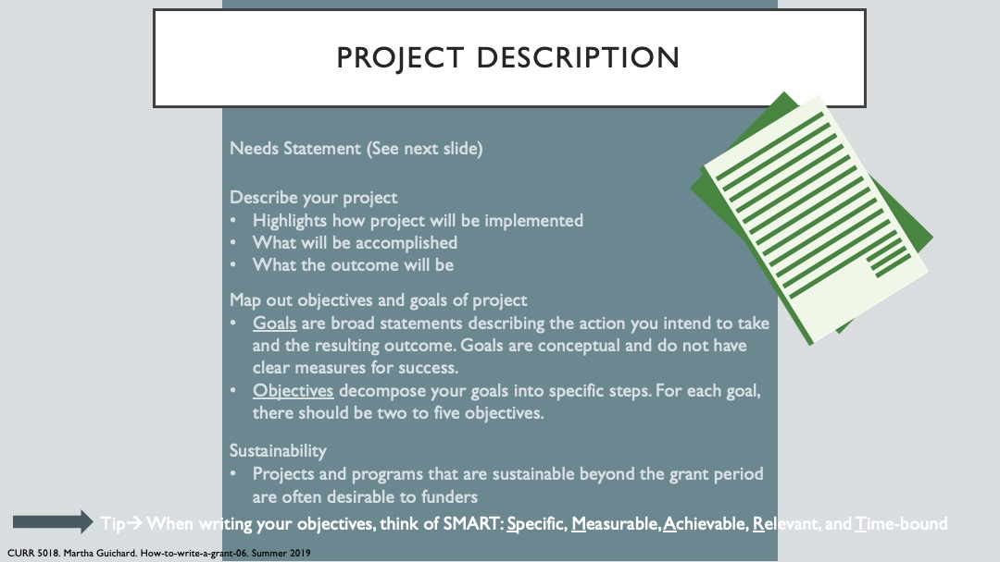 PROJECT DESCRIPTION
Needs Statement (See next slide)
Describe your project
• Highlights how project will be implemented
• What will be accomplished
• What the outcome will be
Map out objectives and goals of project
• Goals are broad statements describing the action you intend to take
and the resulting outcome. Goals are conceptual and do not have
clear measures for success.
• Objectives decompose your goals into specific steps. For each goal,
there should be two to five objectives.
Sustainability
• Projects and programs that are sustainable beyond the grant period
are often desirable to funders
Tip→ When writing your objectives, think of SMART: Specific, Measurable, Achievable, Relevant, and Time-bound
CURR 5018. Martha Guichard. How-to-write-a-grant-06. Summer 2019